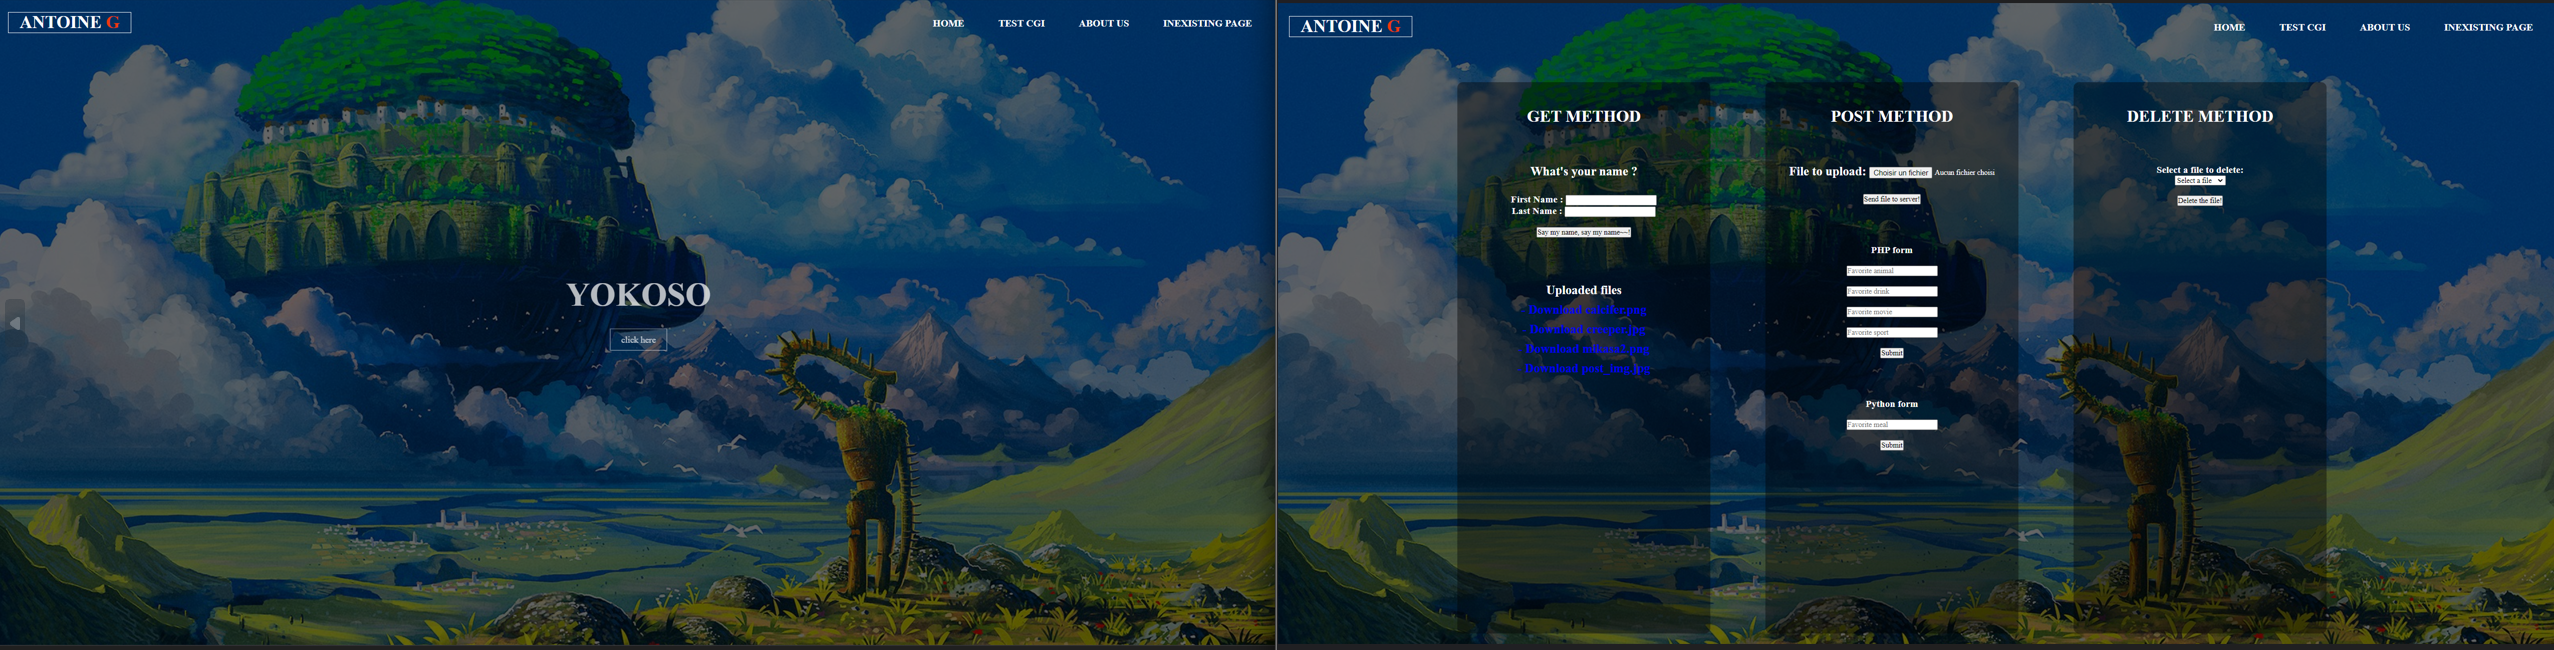 ANTOINE G
HOME
TEST CGI
ABOUT US
INEXISTING PAGE
YOKOSO
click here
ANTOINE G
HOME
TEST CGI
ABOUT US
INEXISTING PAGE
GET METHOD
What's your name ?
First Name :
Last Name :
Say my name, say my name~~!
Uploaded files
- Download calcifer.png
- Download creeper.jpg
- Download mikasa2.png
- Download post_img.jpg
POST METHOD
File to upload: Choisir un fichier Aucun fichier choisi
Send file to server!
PHP form
Favorite animal
Favorite drink
Favorite movie
Favorite sport
Submit
Python form
Favorite meal
Submit
DELETE METHOD
Select a file to delete:
Select a file
Delete the file!